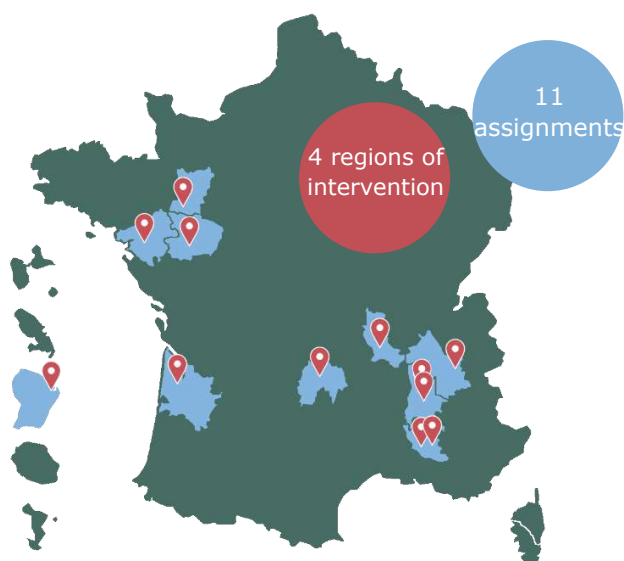 11
assignments
4 regions of
intervention